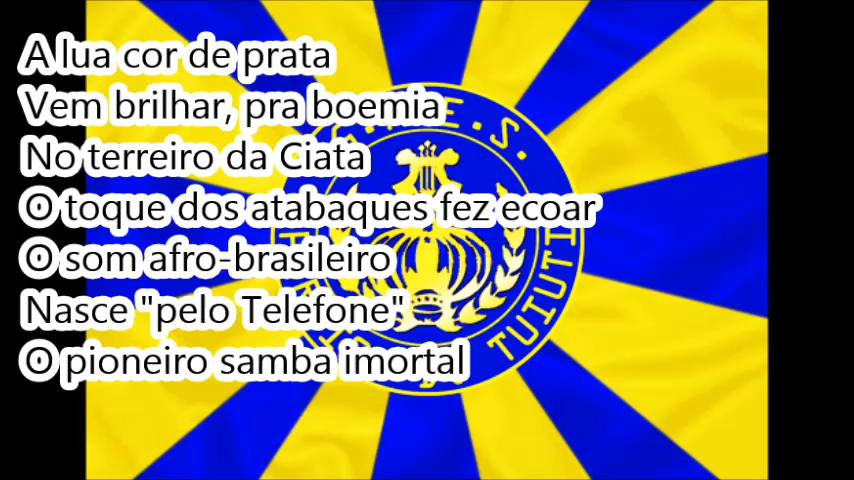 A lua cor de prata
Vem brilhar, pra boemia
No terreiro da Ciata
O toque dos atabaques fez ecoar
O som afro-brasileiro
Nasce "pelo Telefone"
O pioneiro samba imortal
E.S.
TUIUTI